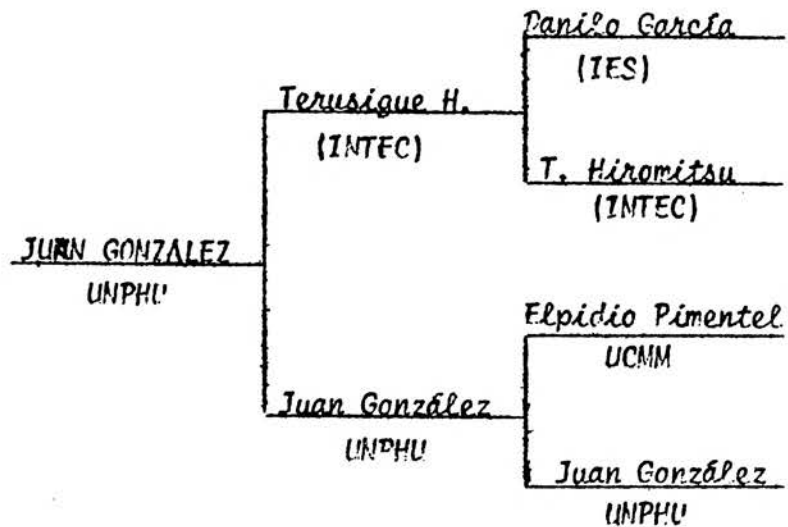 Danilo García
(IES)
Terusigue H.
(INTEC)
T. Hiromitsu
(INTEC)
JUAN GONZALEZ
UNPHU
Elpidio Pimentel
UCMM
Juan González
UNPHU
Juan González
UNPHU